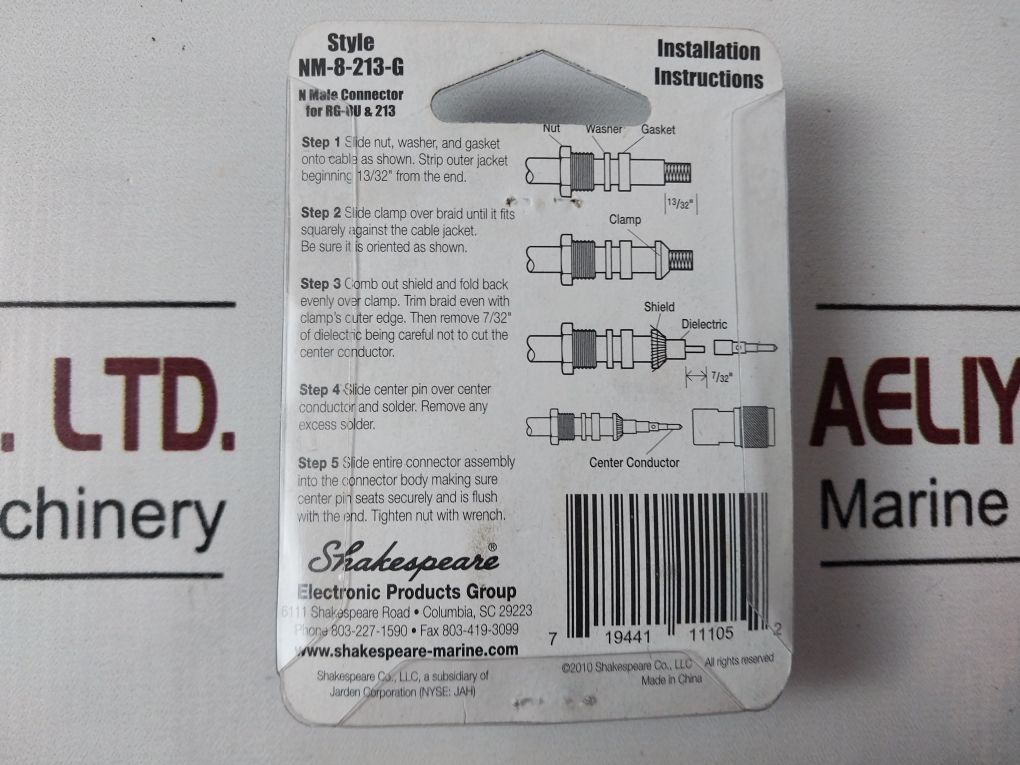 Style
NM-8-213-G
N Male Connector
for RG-8U & 213
Installation
Instructions
Step 1 Slide nut, washer, and gasket
onto cable as shown. Strip outer jacket
beginning 13/32" from the end.
Step 2 Slide clamp over braid until it fits
squarely against the cable jacket.
Be sure it is oriented as shown.
Step 3 Comb out shield and fold back
evenly over clamp. Trim braid even with
clamp's outer edge. Then remove 7/32"
of dielectric being careful not to cut the
center conductor.
Step 4 Slide center pin over center
conductor and solder. Remove any
excess solder.
Step 5 Slide entire connector assembly
into the connector body making sure
center pin seats securely and is flush
with the end. Tighten nut with wrench.
Nut Washer Gasket
13/32"
Clamp
Shield
Dielectric
7/32"
Center Conductor
Shakespeare®
Electronic Products Group
6111 Shakespeare Road • Columbia, SC 29223
Phone 803-227-1590 • Fax 803-419-3099
www.shakespeare-marine.com
Shakespeare Co., LLC, a subsidiary of
Jarden Corporation (NYSE: JAH)
7 19441 11105 2
©2010 Shakespeare Co., LLC All rights reserved
Made in China
. LTD.
chinery
AELIY
Marine